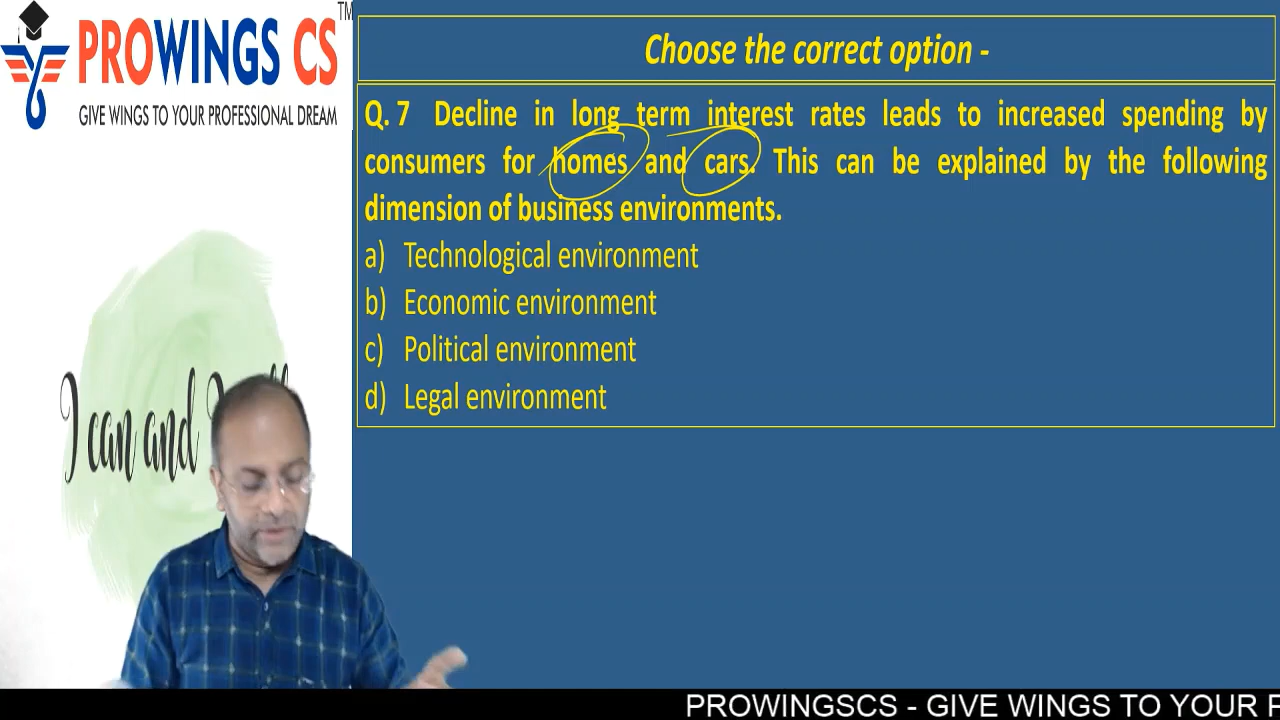 TM
PROWINGS CS
GIVE WINGS TO YOUR PROFESSIONAL DREAM
Choose the correct option -
Q. 7 Decline in long term interest rates leads to increased spending by
consumers for homes and cars. This can be explained by the following
dimension of business environments.
a) Technological environment
b) Economic environment
c) Political environment
d) Legal environment
I can and I
PROWINGSCS - GIVE WINGS TO YOUR P